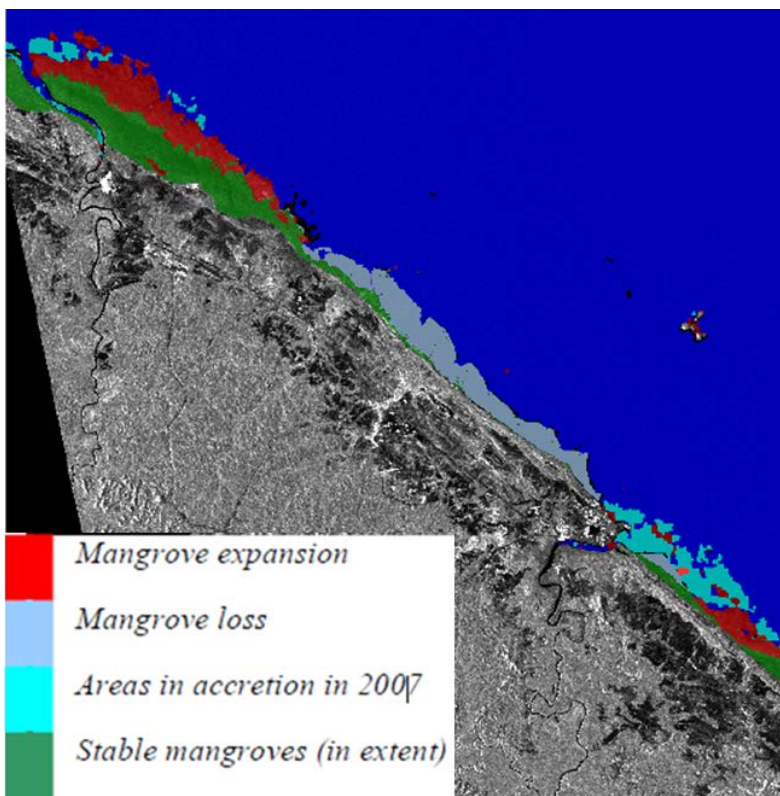 Mangrove expansion
Mangrove loss
Areas in accretion in 2007
Stable mangroves (in extent)